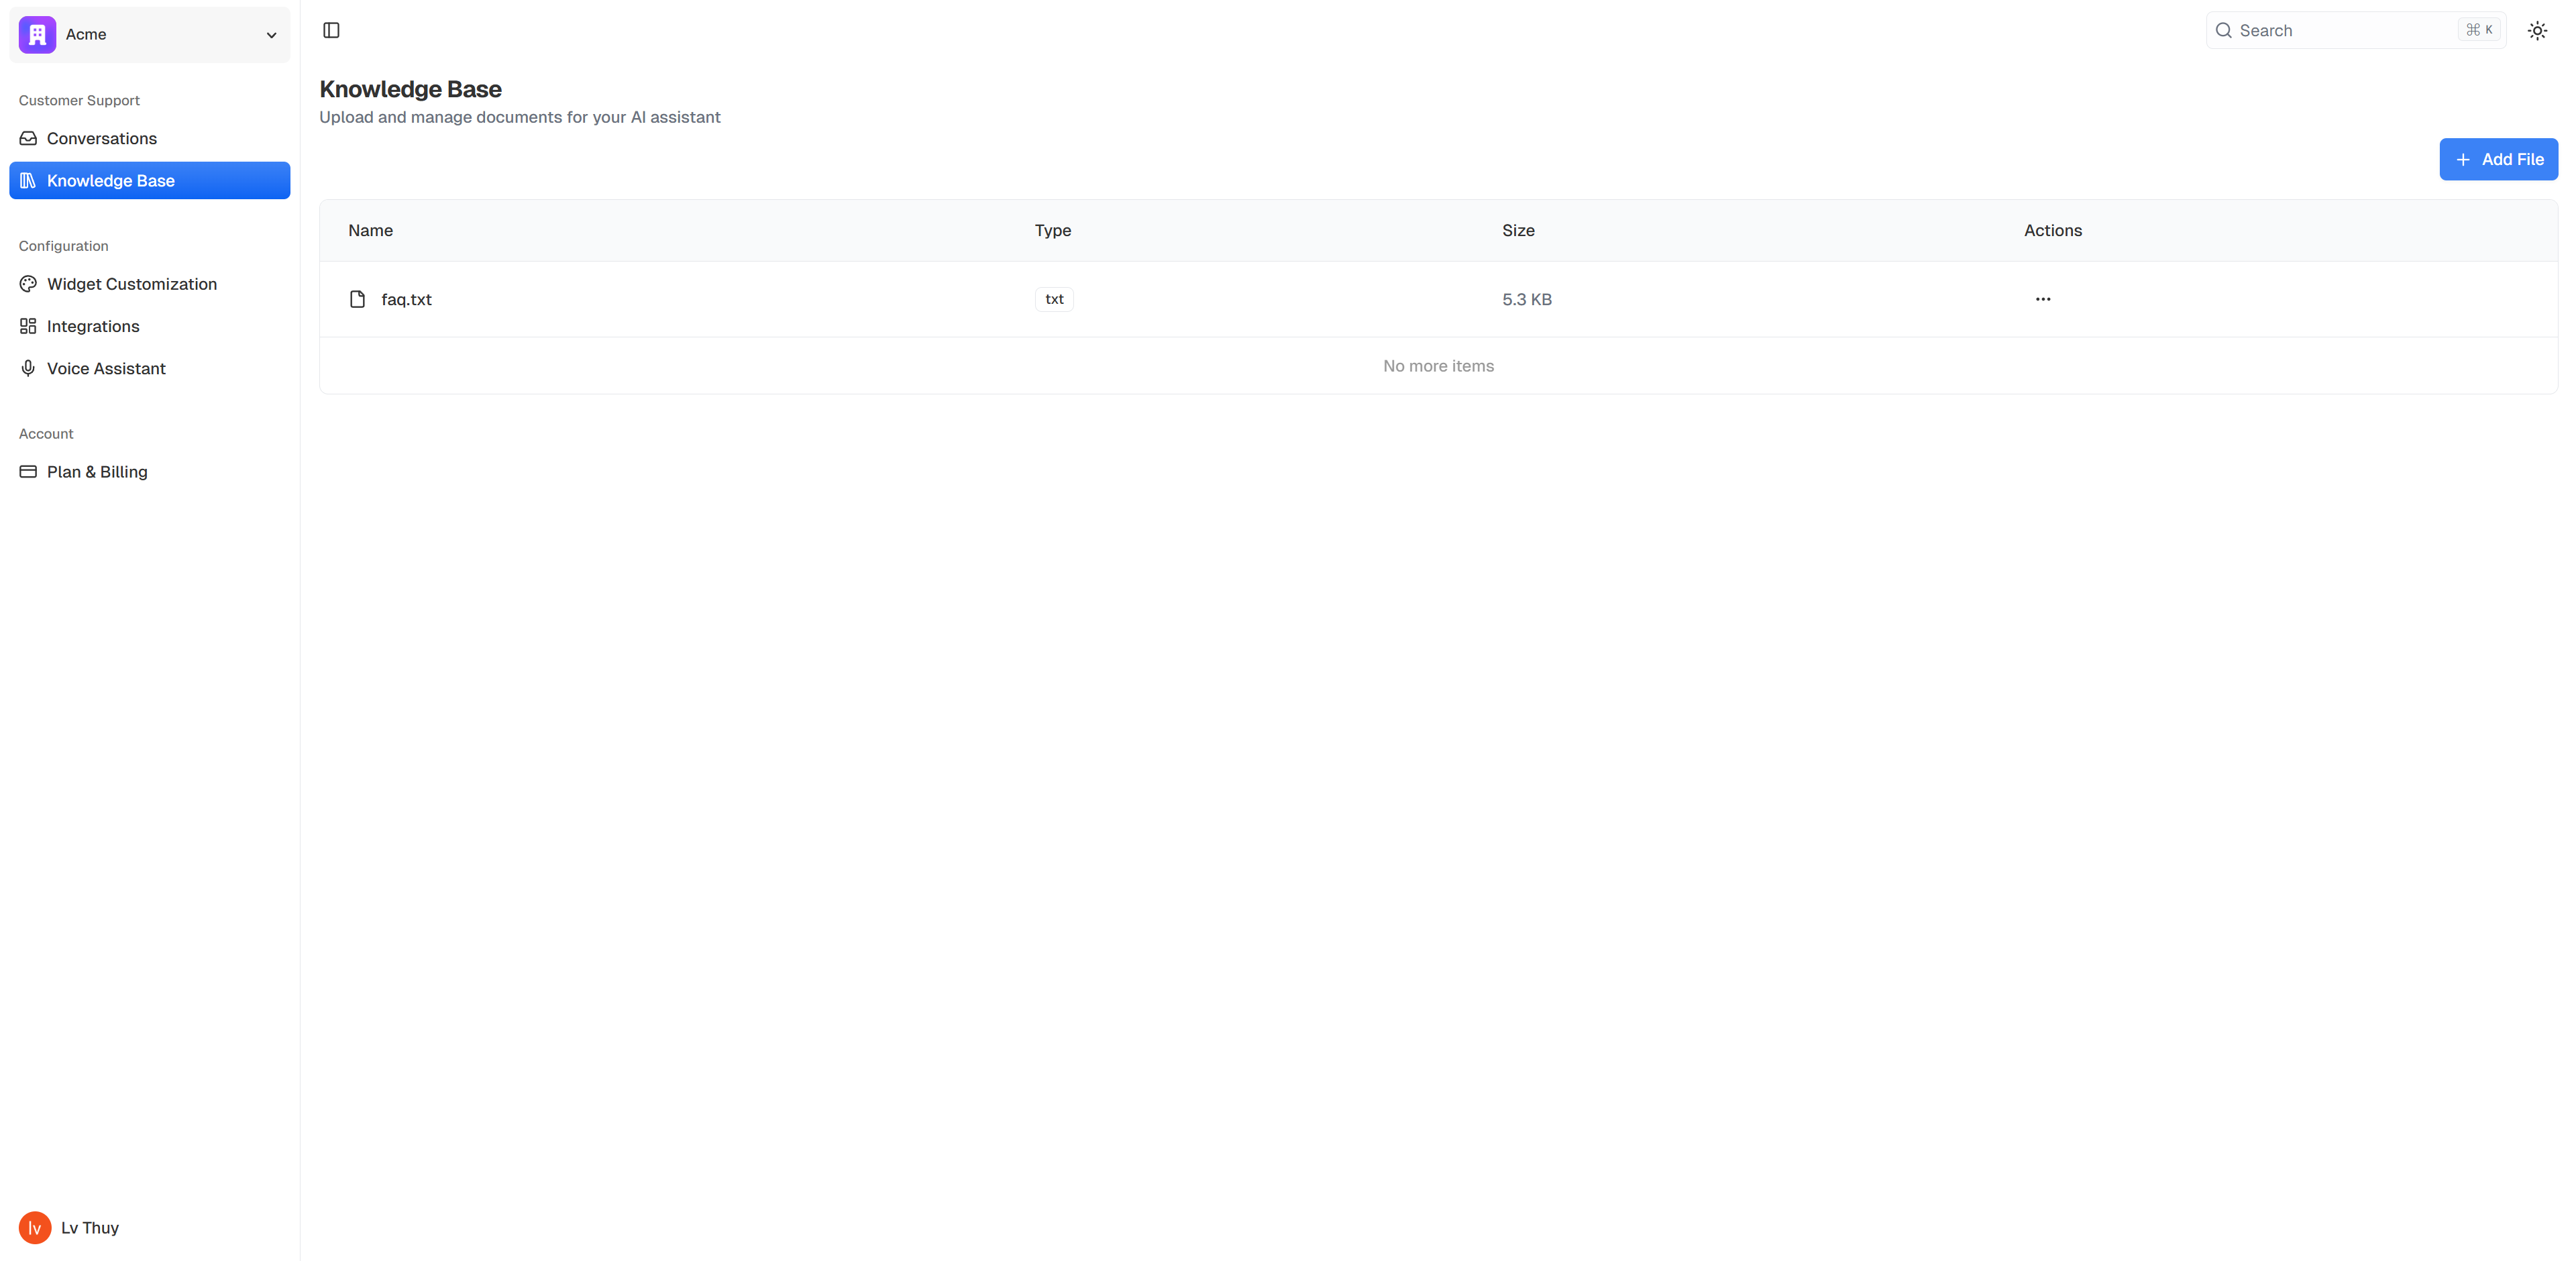 Acme
Search
⌘ K
Customer Support
Conversations
Knowledge Base
Configuration
Widget Customization
Integrations
Voice Assistant
Account
Plan & Billing
lv
Lv Thuy
Knowledge Base
Upload and manage documents for your AI assistant
Add File
Name Type Size Actions
faq.txt txt 5.3 KB
No more items